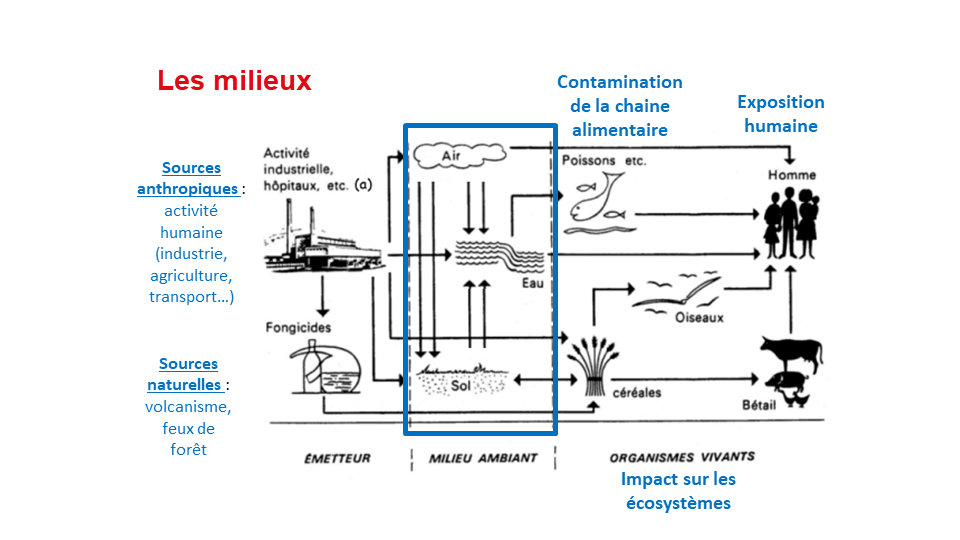 Les milieux
Contamination
de la chaine
alimentaire
Exposition
humaine
Sources
anthropiques :
activité
humaine
(industrie,
agriculture,
transport…)
Sources
naturelles :
volcanisme,
feux de
forêt
Activité
industrielle,
hôpitaux, etc. (a)
Fongicides
Air
Eau
Sol
Poissons etc.
Homme
Oiseaux
céréales
Bétail
ÉMETTEUR
MILIEU AMBIANT
ORGANISMES VIVANTS
Impact sur les
écosystèmes